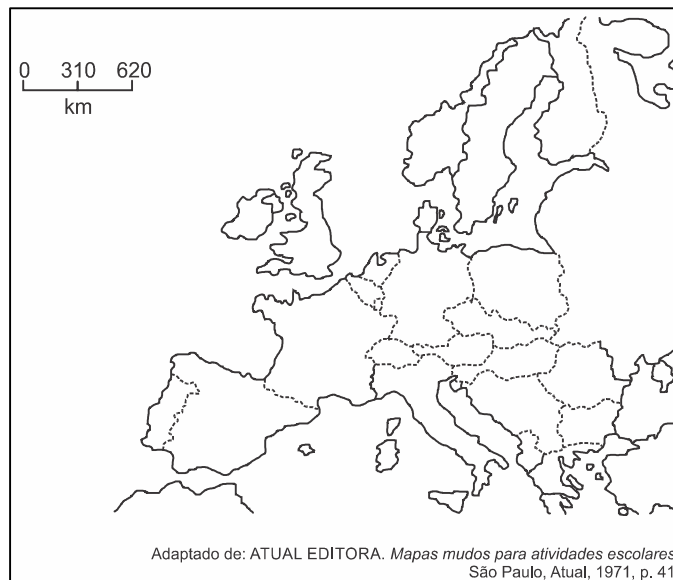 0 310 620
km
Adaptado de: ATUAL EDITORA. Mapas mudos para atividades escolares
São Paulo, Atual, 1971, p. 41